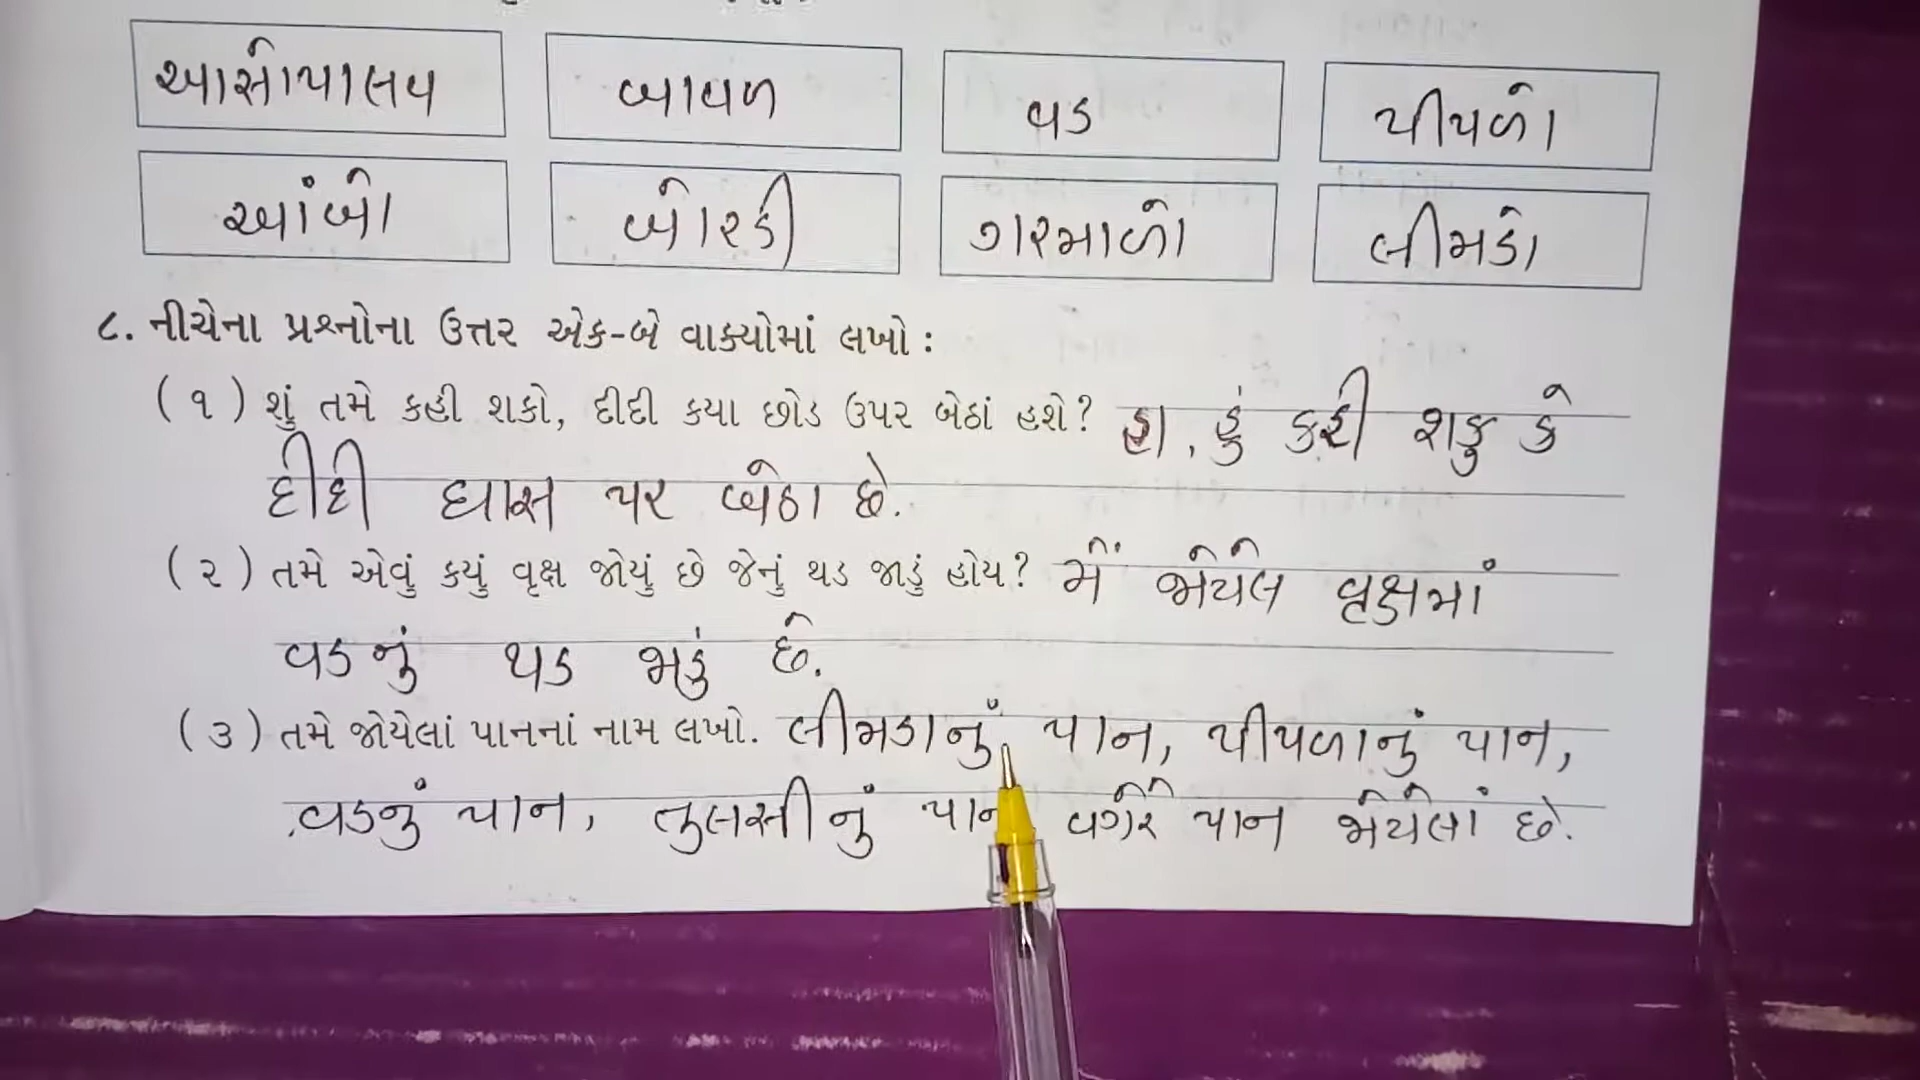 આસોપાલવ બાવળ વડ પીપળો
આંબો બોરડી ગરમાળો લીમડો
૮. નીચેના પ્રશ્નોના ઉત્તર એક-બે વાક્યોમાં લખો :
(૧) શું તમે કહી શકો, દીદી કયા છોડ ઉપર બેઠાં હશે? હા, હું કહી શકુ કે
દીદી ઘાસ પર બેઠા છે.
(૨) તમે એવું કયું વૃક્ષ જોયું છે જેનું થડ જાડું હોય? મેં જોયેલ વૃક્ષમાં
વડનું થડ જાડું છે.
(૩) તમે જોયેલાં પાનનાં નામ લખો. લીમડાનું પાન, પીપળાનું પાન,
વડનું પાન, તુલસીનું પાન વગેરે પાન જોયેલાં છે.